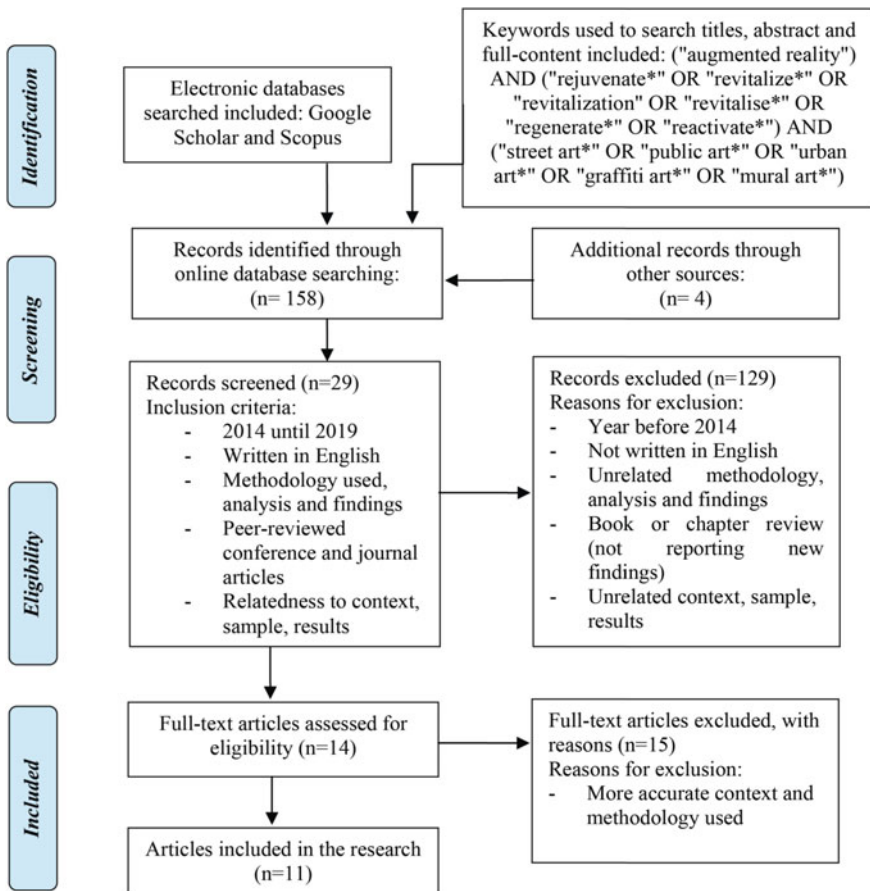 Identification
Electronic databases
searched included: Google
Scholar and Scopus
Keywords used to search titles, abstract and
full-content included: ("augmented reality")
AND ("rejuvenate*" OR "revitalize*" OR
"revitalization" OR "revitalise*" OR
"regenerate*" OR "reactivate*") AND
("street art*" OR "public art*" OR "urban
art*" OR "graffiti art*" OR "mural art*")
Screening
Records identified through
online database searching:
(n= 158)
Additional records through
other sources:
(n= 4)
Records screened (n=29)
Inclusion criteria:
- 2014 until 2019
- Written in English
- Methodology used,
analysis and findings
- Peer-reviewed
conference and journal
articles
- Relatedness to context,
sample, results
Records excluded (n=129)
Reasons for exclusion:
- Year before 2014
- Not written in English
- Unrelated methodology,
analysis and findings
- Book or chapter review
(not reporting new
findings)
- Unrelated context, sample,
results
Eligibility
Full-text articles assessed for
eligibility (n=14)
Full-text articles excluded, with
reasons (n=15)
Reasons for exclusion:
- More accurate context and
methodology used
Included
Articles included in the research
(n=11)